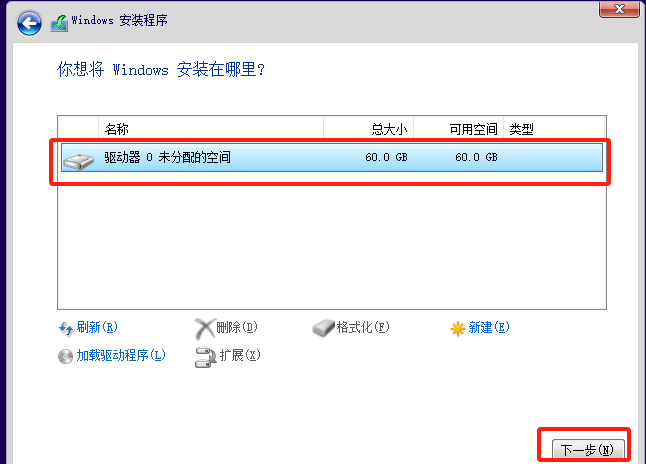 Windows 安装程序
你想将 Windows 安装在哪里?
名称 总大小 可用空间 类型
驱动器 0 未分配的空间 60.0 GB 60.0 GB
刷新(R) 删除(D) 格式化(F) 新建(E)
加载驱动程序(L) 扩展(X)
下一步(N)